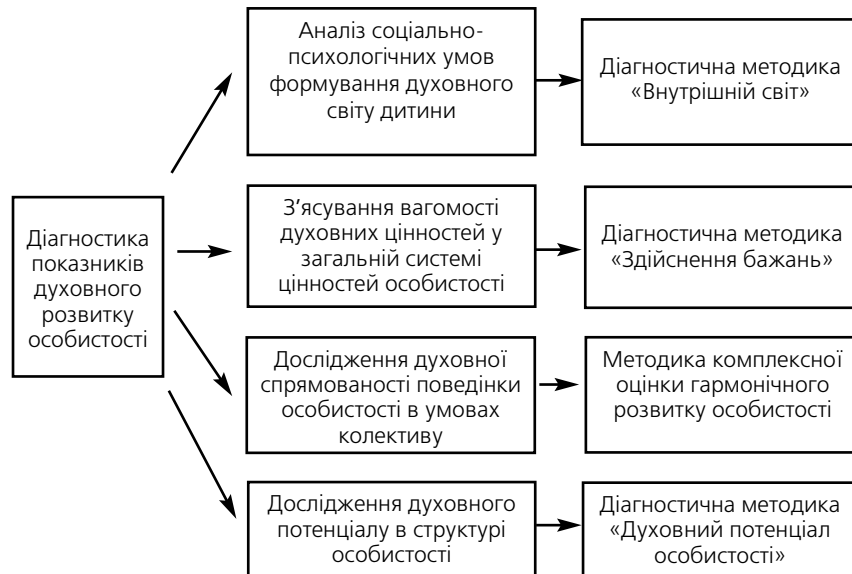 Аналіз соціально-
психологічних умов
формування духовного
світу дитини
Діагностична методика
«Внутрішній світ»
Діагностика
показників
духовного
розвитку
особистості
З’ясування вагомості
духовних цінностей у
загальній системі
цінностей особистості
Діагностична методика
«Здійснення бажань»
Дослідження духовної
спрямованості поведінки
особистості в умовах
колективу
Методика комплексної
оцінки гармонічного
розвитку особистості
Дослідження духовного
потенціалу в структурі
особистості
Діагностична методика
«Духовний потенціал
особистості»